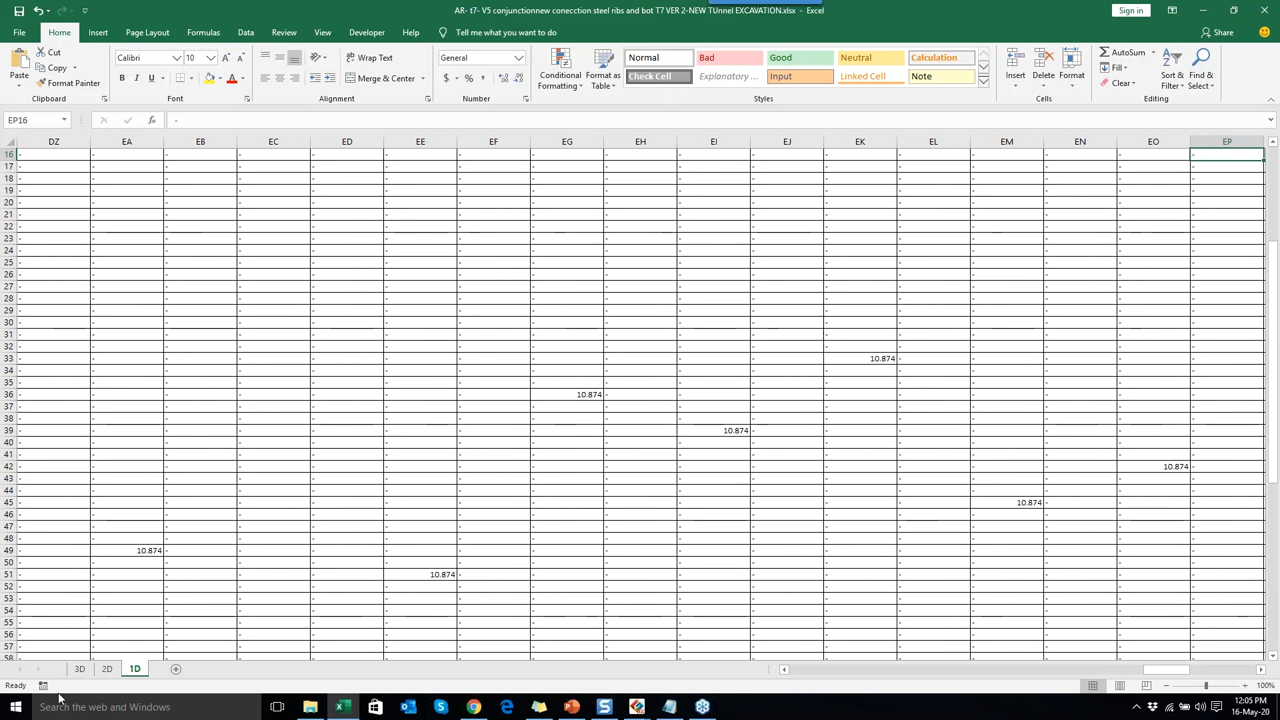 AR- t7- V5 conjunctionnew conecction steel ribs and bot T7 VER 2-NEW TUnnel EXCAVATION.xlsx - Excel
Sign in
File Home Insert Page Layout Formulas Data Review View Developer Help Tell me what you want to do Share
Paste
Cut
Copy
Format Painter
Clipboard
Calibri 10
B I U
Font
Wrap Text
Merge & Center
Alignment
General
$ % ,
Number
Conditional Formatting
Format as Table
Normal Bad Good Neutral Calculation
Check Cell Explanatory ... Input Linked Cell Note
Styles
Insert Delete Format
Cells
AutoSum
Fill
Clear
Sort & Filter
Find & Select
Editing
EP16 fx -
DZ EA EB EC ED EE EF EG EH EI EJ EK EL EM EN EO EP
16 - - - - - - - - - - - - - - - - -
17 - - - - - - - - - - - - - - - - -
18 - - - - - - - - - - - - - - - - -
19 - - - - - - - - - - - - - - - - -
20 - - - - - - - - - - - - - - - - -
21 - - - - - - - - - - - - - - - - -
22 - - - - - - - - - - - - - - - - -
23 - - - - - - - - - - - - - - - - -
24 - - - - - - - - - - - - - - - - -
25 - - - - - - - - - - - - - - - - -
26 - - - - - - - - - - - - - - - - -
27 - - - - - - - - - - - - - - - - -
28 - - - - - - - - - - - - - - - - -
29 - - - - - - - - - - - - - - - - -
30 - - - - - - - - - - - - - - - - -
31 - - - - - - - - - - - - - - - - -
32 - - - - - - - - - - - - - - - - -
33 - - - - - - - - - - - 10.874 - - - - -
34 - - - - - - - - - - - - - - - - -
35 - - - - - - - - - - - - - - - - -
36 - - - - - - - 10.874 - - - - - - - - -
37 - - - - - - - - - - - - - - - - -
38 - - - - - - - - - - - - - - - - -
39 - - - - - - - - - 10.874 - - - - - - -
40 - - - - - - - - - - - - - - - - -
41 - - - - - - - - - - - - - - - - -
42 - - - - - - - - - - - - - - - 10.874 -
43 - - - - - - - - - - - - - - - - -
44 - - - - - - - - - - - - - - - - -
45 - - - - - - - - - - - - - 10.874 - - -
46 - - - - - - - - - - - - - - - - -
47 - - - - - - - - - - - - - - - - -
48 - - - - - - - - - - - - - - - - -
49 - 10.874 - - - - - - - - - - - - - - -
50 - - - - - - - - - - - - - - - - -
51 - - - - - 10.874 - - - - - - - - - - -
52 - - - - - - - - - - - - - - - - -
53 - - - - - - - - - - - - - - - - -
54 - - - - - - - - - - - - - - - - -
55 - - - - - - - - - - - - - - - - -
56 - - - - - - - - - - - - - - - - -
57 - - - - - - - - - - - - - - - - -
58
3D 2D 1D
Ready 100%
Search the web and Windows
12:05 PM
16-May-20